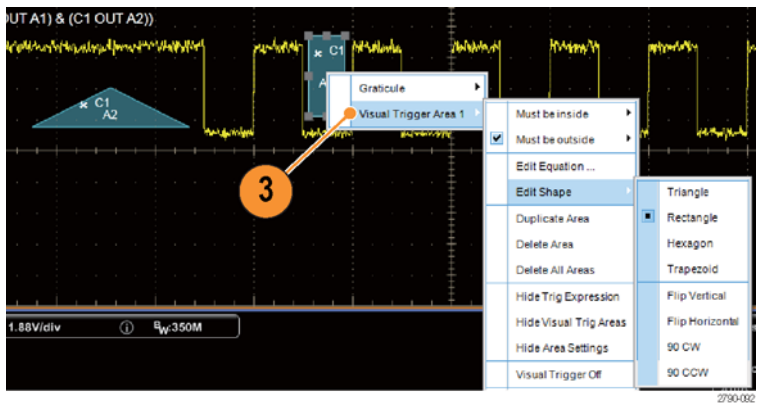 OUT A1) & (C1 OUT A2))
C1
A
C1
A2
Graticule
Visual Trigger Area 1
3
Must be inside
Must be outside
Edit Equation ...
Edit Shape
Duplicate Area
Delete Area
Delete All Areas
Hide Trig Expression
Hide Visual Trig Areas
Hide Area Settings
Visual Trigger Off
Triangle
Rectangle
Hexagon
Trapezoid
Flip Vertical
Flip Horizontal
90 CW
90 CCW
1.88V/div BW:350M
2790-092